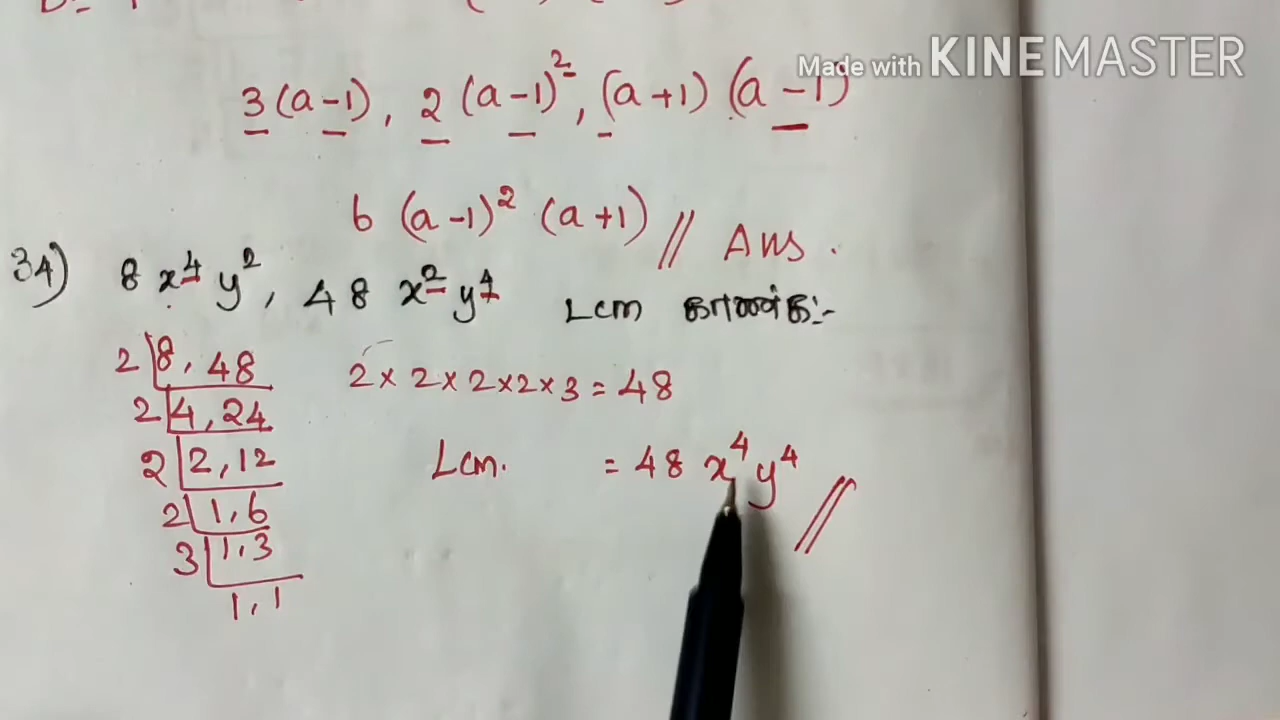 Made with KINEMASTER
3(a-1), 2(a-1)², (a+1)(a-1)
6 (a-1)² (a+1) // Ans.
34) 8x⁴y², 48x²y⁴ Lcm காண்க:-
2 | 8, 48
2 × 2 × 2 × 2 × 3 = 48
2 | 4, 24
2 | 2, 12
Lcm. = 48 x⁴y⁴ //
2 | 1, 6
3 | 1, 3
1, 1